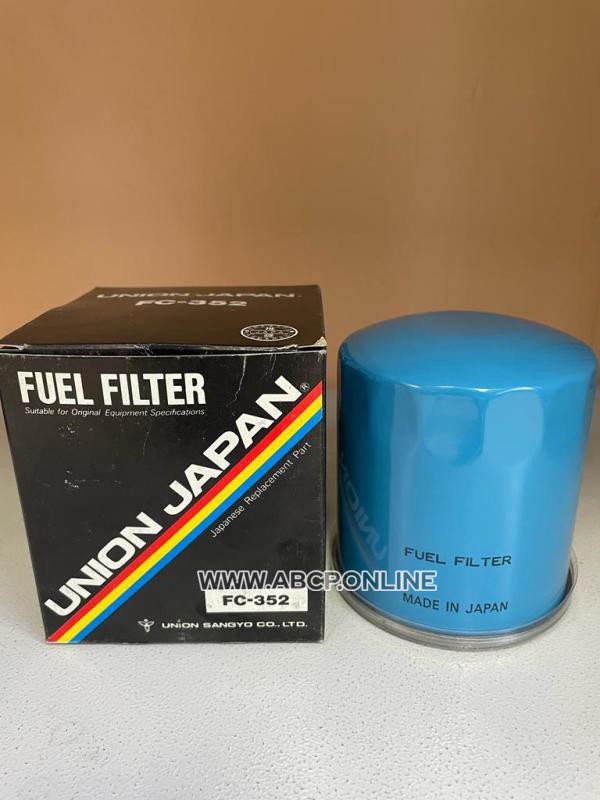 UNION JAPAN
FC-352
FUEL FILTER
Suitable for Original Equipment Specifications
UNION JAPAN®
Japanese Replacement Part
WWW.ABCP.ONLINE
FC-352
UNION SANGYO CO., LTD.
UNION
FUEL FILTER
MADE IN JAPAN